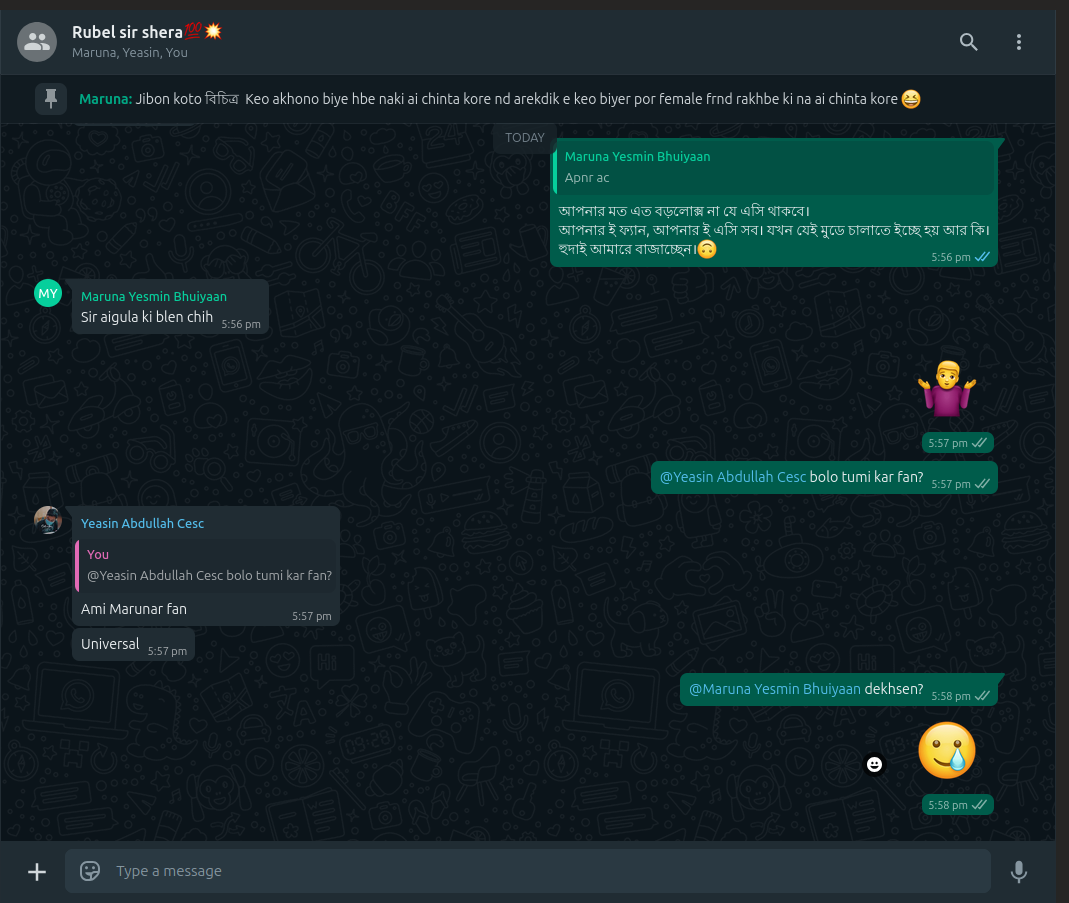 Rubel sir shera💯💥
Maruna, Yeasin, You
Maruna: Jibon koto বিচিত্র Keo akhono biye hbe naki ai chinta kore nd arekdik e keo biyer por female frnd rakhbe ki na ai chinta kore 😆
TODAY
Maruna Yesmin Bhuiyaan
Apnr ac
আপনার মত এত বড়লোক্স না যে এসি থাকবে।
আপনার ই ফ্যান, আপনার ই এসি সব। যখন যেই মুডে চালাতে ইচ্ছে হয় আর কি।
হুদাই আমারে বাজাচ্ছেন।🙃
5:56 pm
MY
Maruna Yesmin Bhuiyaan
Sir aigula ki blen chih
5:56 pm
🤷‍♂️
5:57 pm
@Yeasin Abdullah Cesc bolo tumi kar fan?
5:57 pm
Yeasin Abdullah Cesc
You
@Yeasin Abdullah Cesc bolo tumi kar fan?
Ami Marunar fan
5:57 pm
Universal
5:57 pm
@Maruna Yesmin Bhuiyaan dekhsen?
5:58 pm
🥲
5:58 pm
Type a message